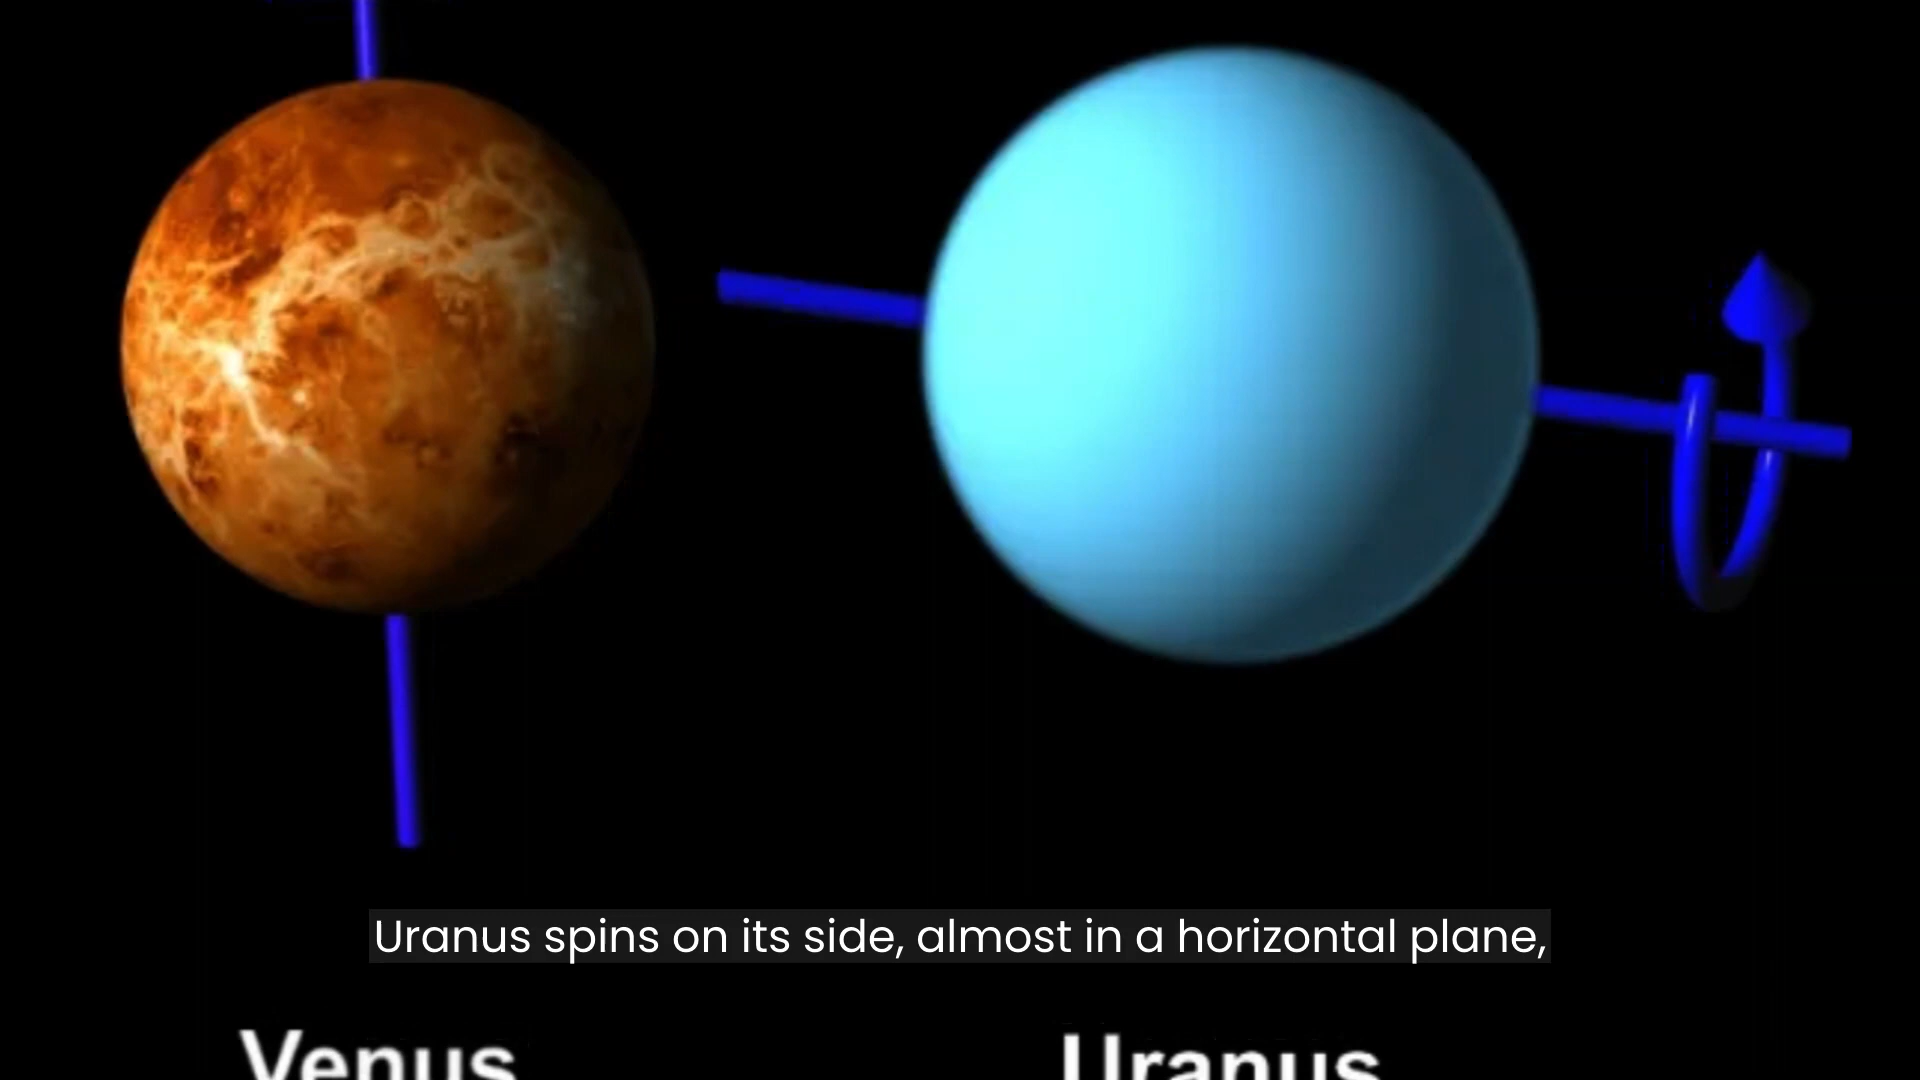 Uranus spins on its side, almost in a horizontal plane,
Venus
Uranus